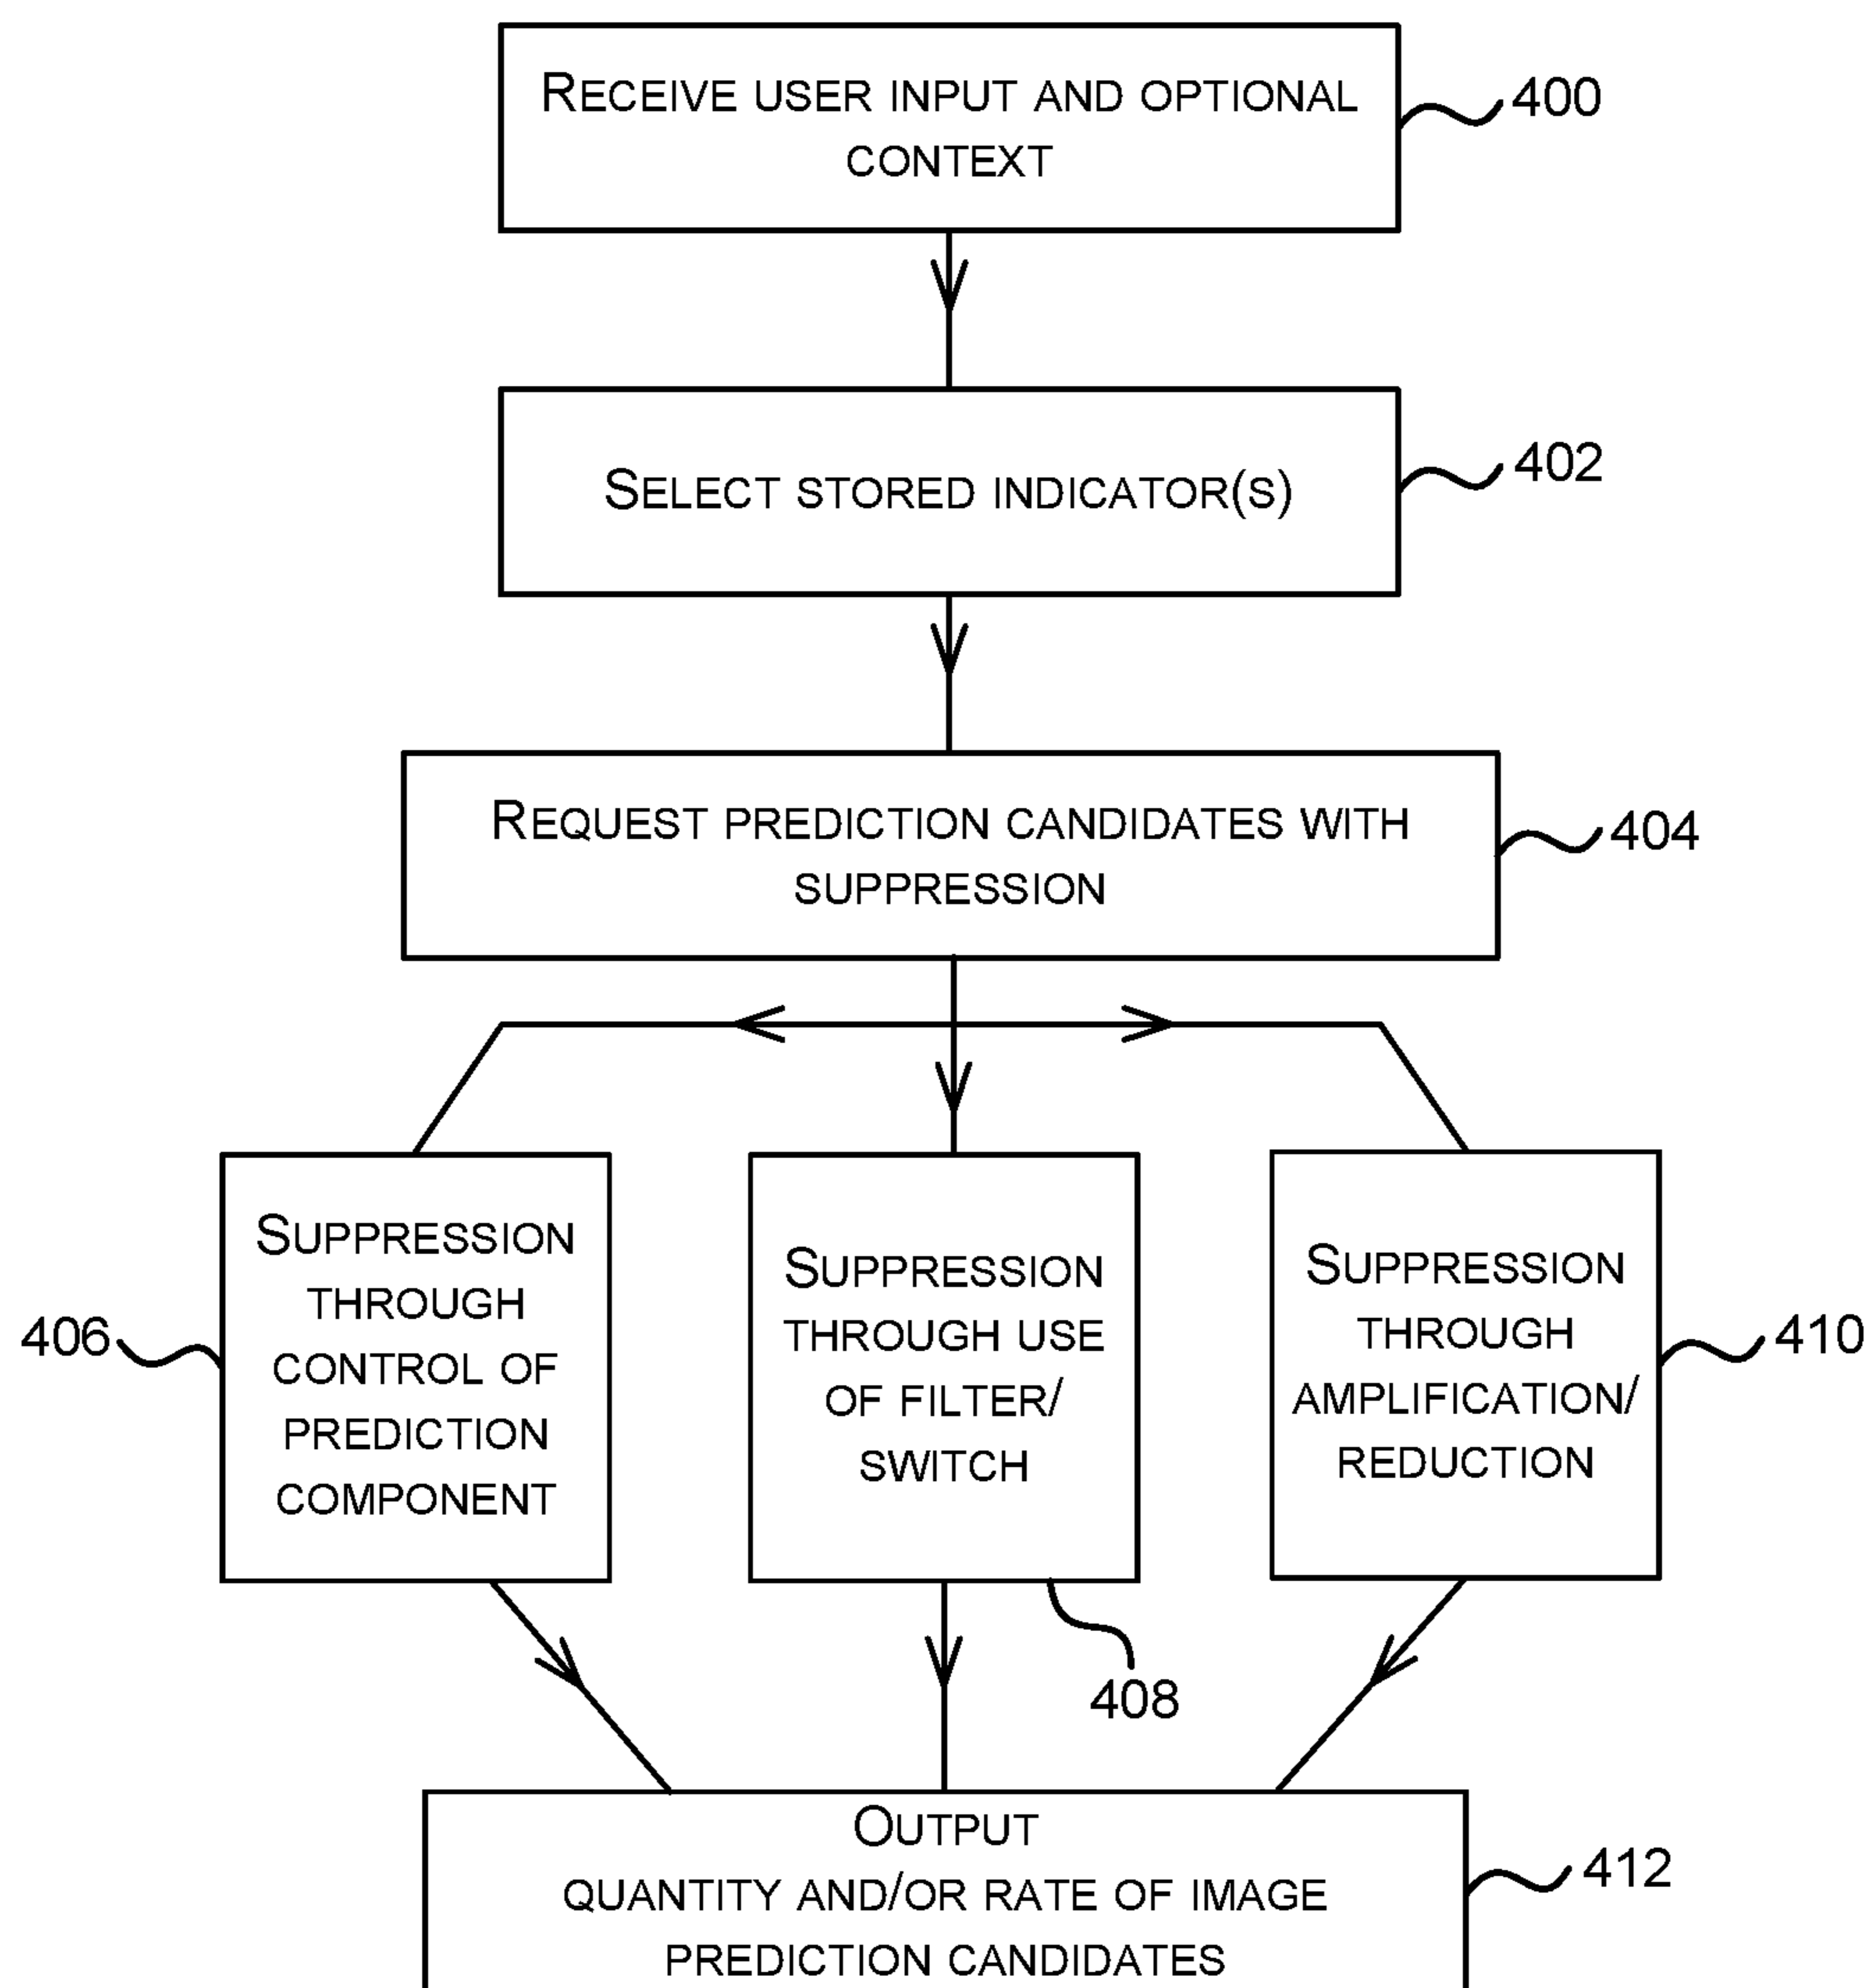 RECEIVE USER INPUT AND OPTIONAL
CONTEXT
400
SELECT STORED INDICATOR(S)
402
REQUEST PREDICTION CANDIDATES WITH
SUPPRESSION
404
SUPPRESSION
THROUGH
CONTROL OF
PREDICTION
COMPONENT
406
SUPPRESSION
THROUGH USE
OF FILTER/
SWITCH
408
SUPPRESSION
THROUGH
AMPLIFICATION/
REDUCTION
410
OUTPUT
QUANTITY AND/OR RATE OF IMAGE
PREDICTION CANDIDATES
412